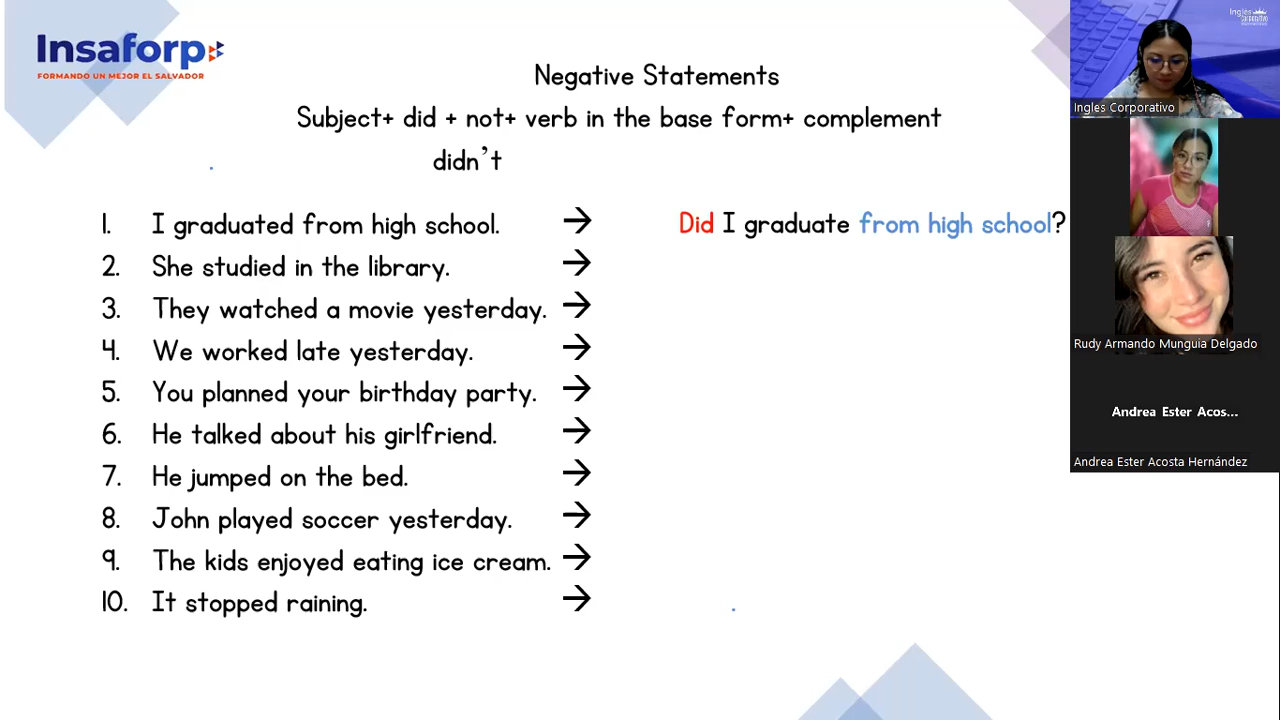 Insaforp
FORMANDO UN MEJOR EL SALVADOR
Negative Statements
Subject+ did + not+ verb in the base form+ complement
didn't
1. I graduated from high school. → Did I graduate from high school?
2. She studied in the library. →
3. They watched a movie yesterday. →
4. We worked late yesterday. →
5. You planned your birthday party. →
6. He talked about his girlfriend. →
7. He jumped on the bed. →
8. John played soccer yesterday. →
9. The kids enjoyed eating ice cream. →
10. It stopped raining. →
Ingles
Ingles Corporativo
Rudy Armando Munguia Delgado
Andrea Ester Acos...
Andrea Ester Acosta Hernández